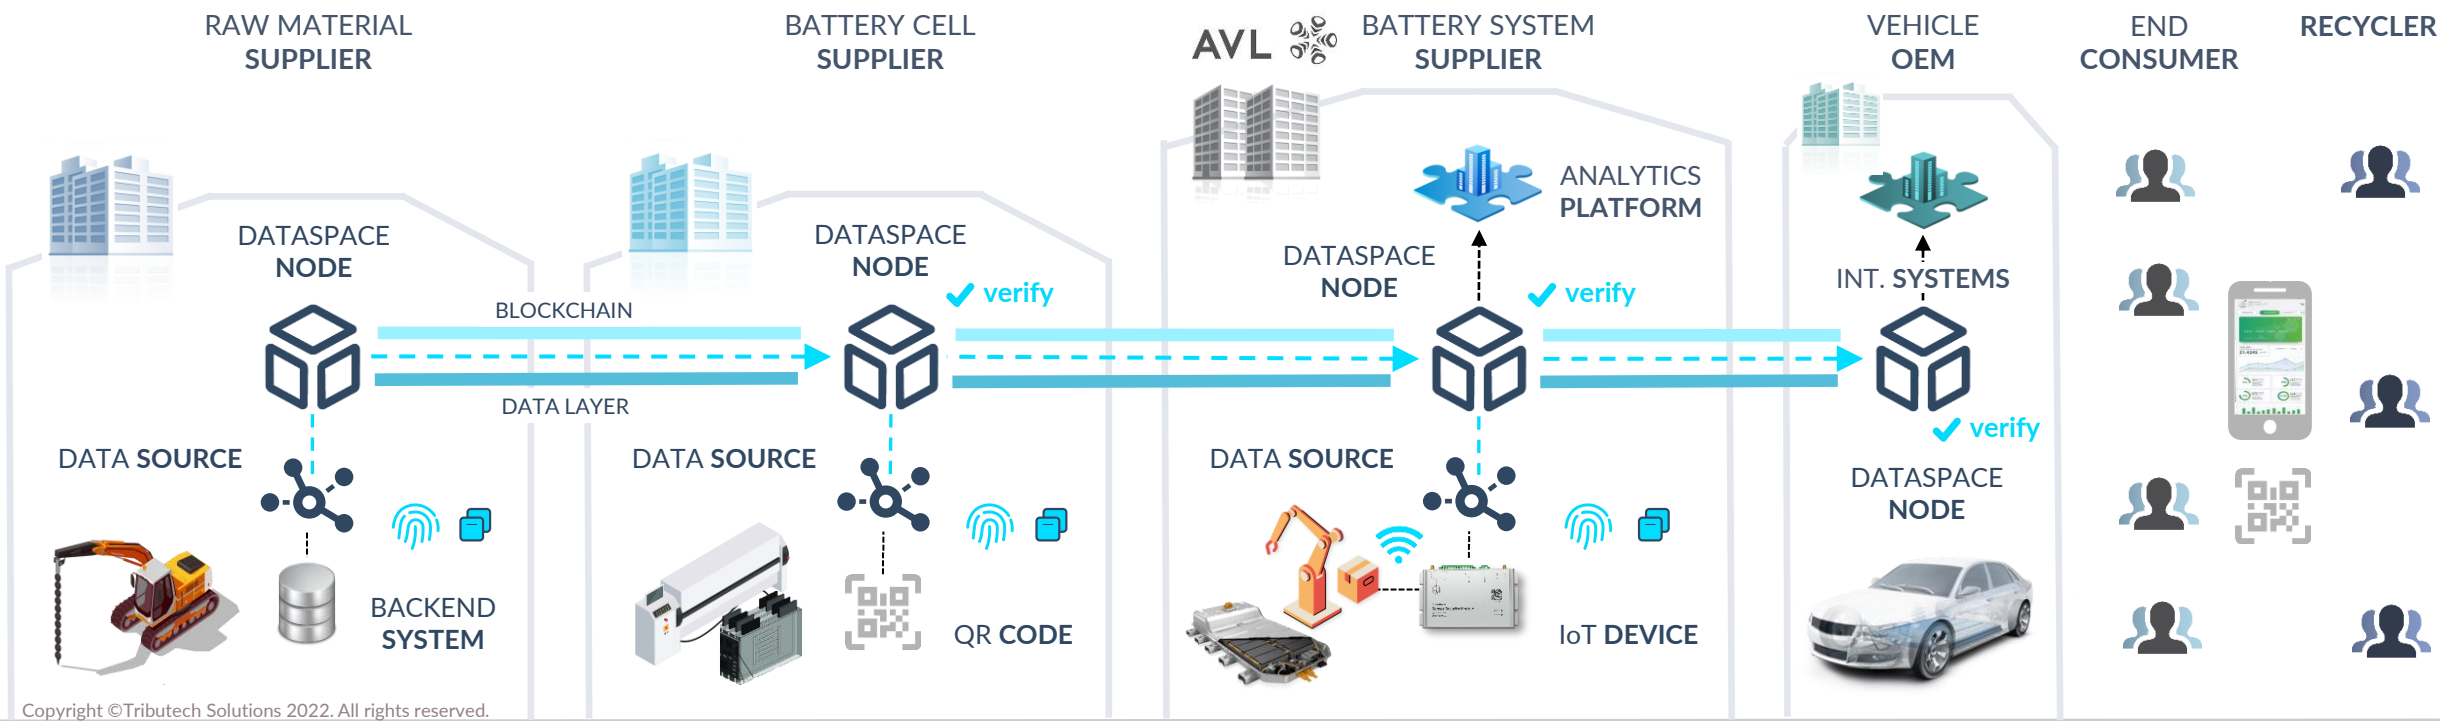 RAW MATERIAL
SUPPLIER
BATTERY CELL
SUPPLIER
AVL
BATTERY SYSTEM
SUPPLIER
VEHICLE
OEM
END
CONSUMER
RECYCLER
DATASPACE
NODE
BLOCKCHAIN
DATA LAYER
DATA SOURCE
BACKEND
SYSTEM
DATASPACE
NODE
verify
DATA SOURCE
QR CODE
ANALYTICS
PLATFORM
DATASPACE
NODE
verify
DATA SOURCE
IoT DEVICE
INT. SYSTEMS
verify
DATASPACE
NODE
Copyright ©Tributech Solutions 2022. All rights reserved.